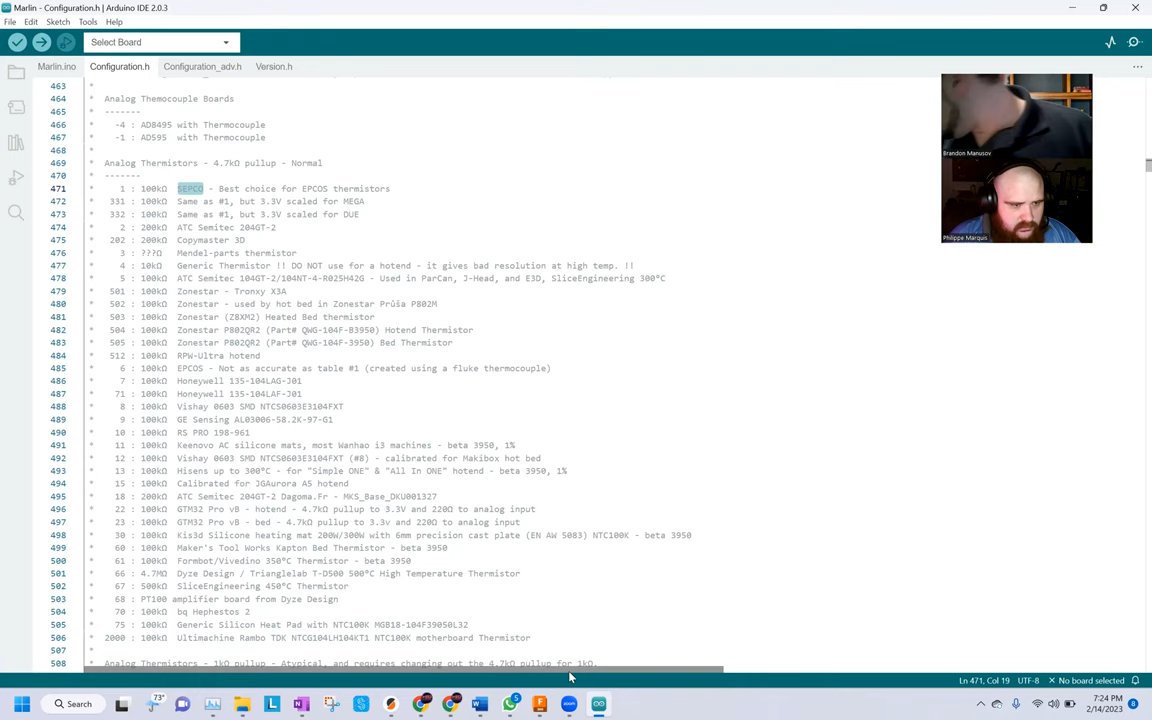 Marlin - Configuration.h | Arduino IDE 2.0.3
File Edit Sketch Tools Help
Select Board
Marlin.ino Configuration.h Configuration_adv.h Version.h
463 *
464 * Analog Themocouple Boards
465 * -------
466 * -4 : AD8495 with Thermocouple
467 * -1 : AD595 with Thermocouple
468 *
469 * Analog Thermistors - 4.7kΩ pullup - Normal
470 * -------
471 * 1 : 100kΩ SEPCO - Best choice for EPCOS thermistors
472 * 331 : 100kΩ Same as #1, but 3.3V scaled for MEGA
473 * 332 : 100kΩ Same as #1, but 3.3V scaled for DUE
474 * 2 : 200kΩ ATC Semitec 204GT-2
475 * 202 : 200kΩ Copymaster 3D
476 * 3 : ???Ω Mendel-parts thermistor
477 * 4 : 10kΩ Generic Thermistor !! DO NOT use for a hotend - it gives bad resolution at high temp. !!
478 * 5 : 100kΩ ATC Semitec 104GT-2/104NT-4-R025H42G - Used in ParCan, J-Head, and E3D, SliceEngineering 300°C
479 * 501 : 100kΩ Zonestar - Tronxy X3A
480 * 502 : 100kΩ Zonestar - used by hot bed in Zonestar Průša P802M
481 * 503 : 100kΩ Zonestar (Z8XM2) Heated Bed thermistor
482 * 504 : 100kΩ Zonestar P802QR2 (Part# QWG-104F-B3950) Hotend Thermistor
483 * 505 : 100kΩ Zonestar P802QR2 (Part# QWG-104F-3950) Bed Thermistor
484 * 512 : 100kΩ RPW-Ultra hotend
485 * 6 : 100kΩ EPCOS - Not as accurate as table #1 (created using a fluke thermocouple)
486 * 7 : 100kΩ Honeywell 135-104LAG-J01
487 * 71 : 100kΩ Honeywell 135-104LAF-J01
488 * 8 : 100kΩ Vishay 0603 SMD NTCS0603E3104FXT
489 * 9 : 100kΩ GE Sensing AL03006-58.2K-97-G1
490 * 10 : 100kΩ RS PRO 198-961
491 * 11 : 100kΩ Keenovo AC silicone mats, most Wanhao i3 machines - beta 3950, 1%
492 * 12 : 100kΩ Vishay 0603 SMD NTCS0603E3104FXT (#8) - calibrated for Makibox hot bed
493 * 13 : 100kΩ Hisens up to 300°C - for "Simple ONE" & "All In ONE" hotend - beta 3950, 1%
494 * 15 : 100kΩ Calibrated for JGAurora A5 hotend
495 * 18 : 200kΩ ATC Semitec 204GT-2 Dagoma.Fr - MKS_Base_DKU001327
496 * 22 : 100kΩ GTM32 Pro vB - hotend - 4.7kΩ pullup to 3.3V and 220Ω to analog input
497 * 23 : 100kΩ GTM32 Pro vB - bed - 4.7kΩ pullup to 3.3v and 220Ω to analog input
498 * 30 : 100kΩ Kis3d Silicone heating mat 200W/300W with 6mm precision cast plate (EN AW 5083) NTC100K - beta 3950
499 * 60 : 100kΩ Maker's Tool Works Kapton Bed Thermistor - beta 3950
500 * 61 : 100kΩ Formbot/Vivedino 350°C Thermistor - beta 3950
501 * 66 : 4.7MΩ Dyze Design / Trianglelab T-D500 500°C High Temperature Thermistor
502 * 67 : 500kΩ SliceEngineering 450°C Thermistor
503 * 68 : PT100 amplifier board from Dyze Design
504 * 70 : 100kΩ bq Hephestos 2
505 * 75 : 100kΩ Generic Silicon Heat Pad with NTC100K MGB18-104F39050L32
506 * 2000 : 100kΩ Ultimachine Rambo TDK NTCG104LH104KT1 NTC100K motherboard Thermistor
507 *
508 * Analog Thermistors - 1kΩ pullup - Atypical, and requires changing out the 4.7kΩ pullup for 1kΩ.
Brandon Manusov
Philippe Marquis
Ln 471, Col 19 UTF-8 No board selected
Search
73°
5
7:24 PM
2/14/2023
8